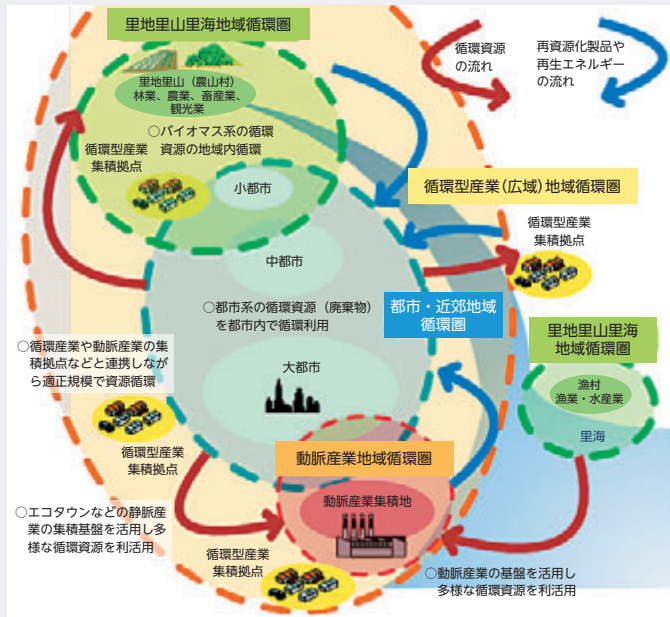 里地里山里海地域循環圏
循環資源
の流れ
再資源化製品や
再生エネルギー
の流れ
里地里山（農山村）
林業、農業、畜産業、
観光業
○バイオマス系の循環
資源の地域内循環
循環型産業
集積拠点
小都市
循環型産業（広域）地域循環圏
循環型産業
集積拠点
中都市
○都市系の循環資源（廃棄物）
を都市内で循環利用
都市・近郊地域
循環圏
里地里山里海
地域循環圏
○循環産業や動脈産業の集
積拠点などと連携しなが
ら適正規模で資源循環
大都市
漁村
漁業・水産業
里海
循環型産業
集積拠点
動脈産業地域循環圏
動脈産業集積地
○エコタウンなどの静脈産
業の集積基盤を活用し多
様な循環資源を利活用
循環型産業
集積拠点
○動脈産業の基盤を活用し
多様な循環資源を利活用